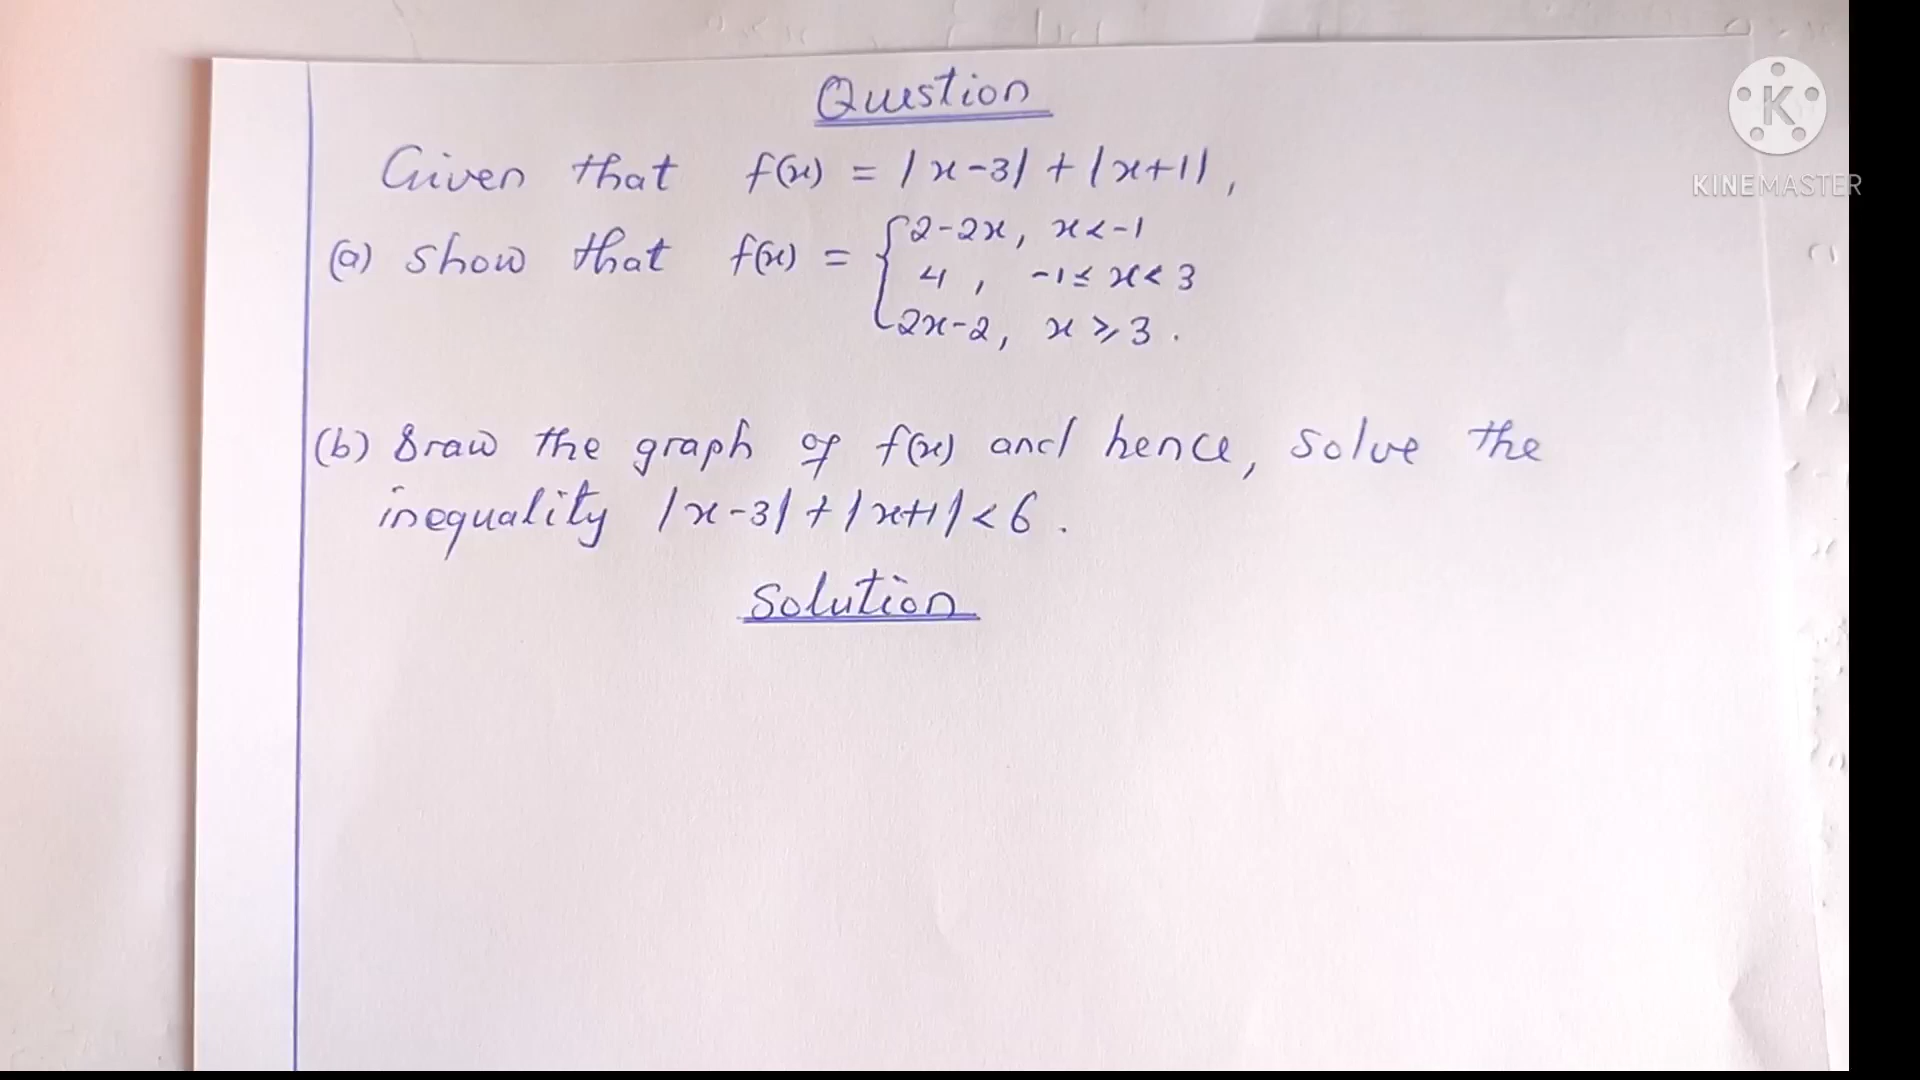 Question
Given that f(x) = |x-3| + |x+1|,
(a) show that f(x) = { 2-2x, x < -1
4, -1 ≤ x < 3
2x-2, x ⩾ 3.
(b) Draw the graph of f(x) and hence, solve the
inequality |x-3| + |x+1| < 6.
Solution
K
KINEMASTER